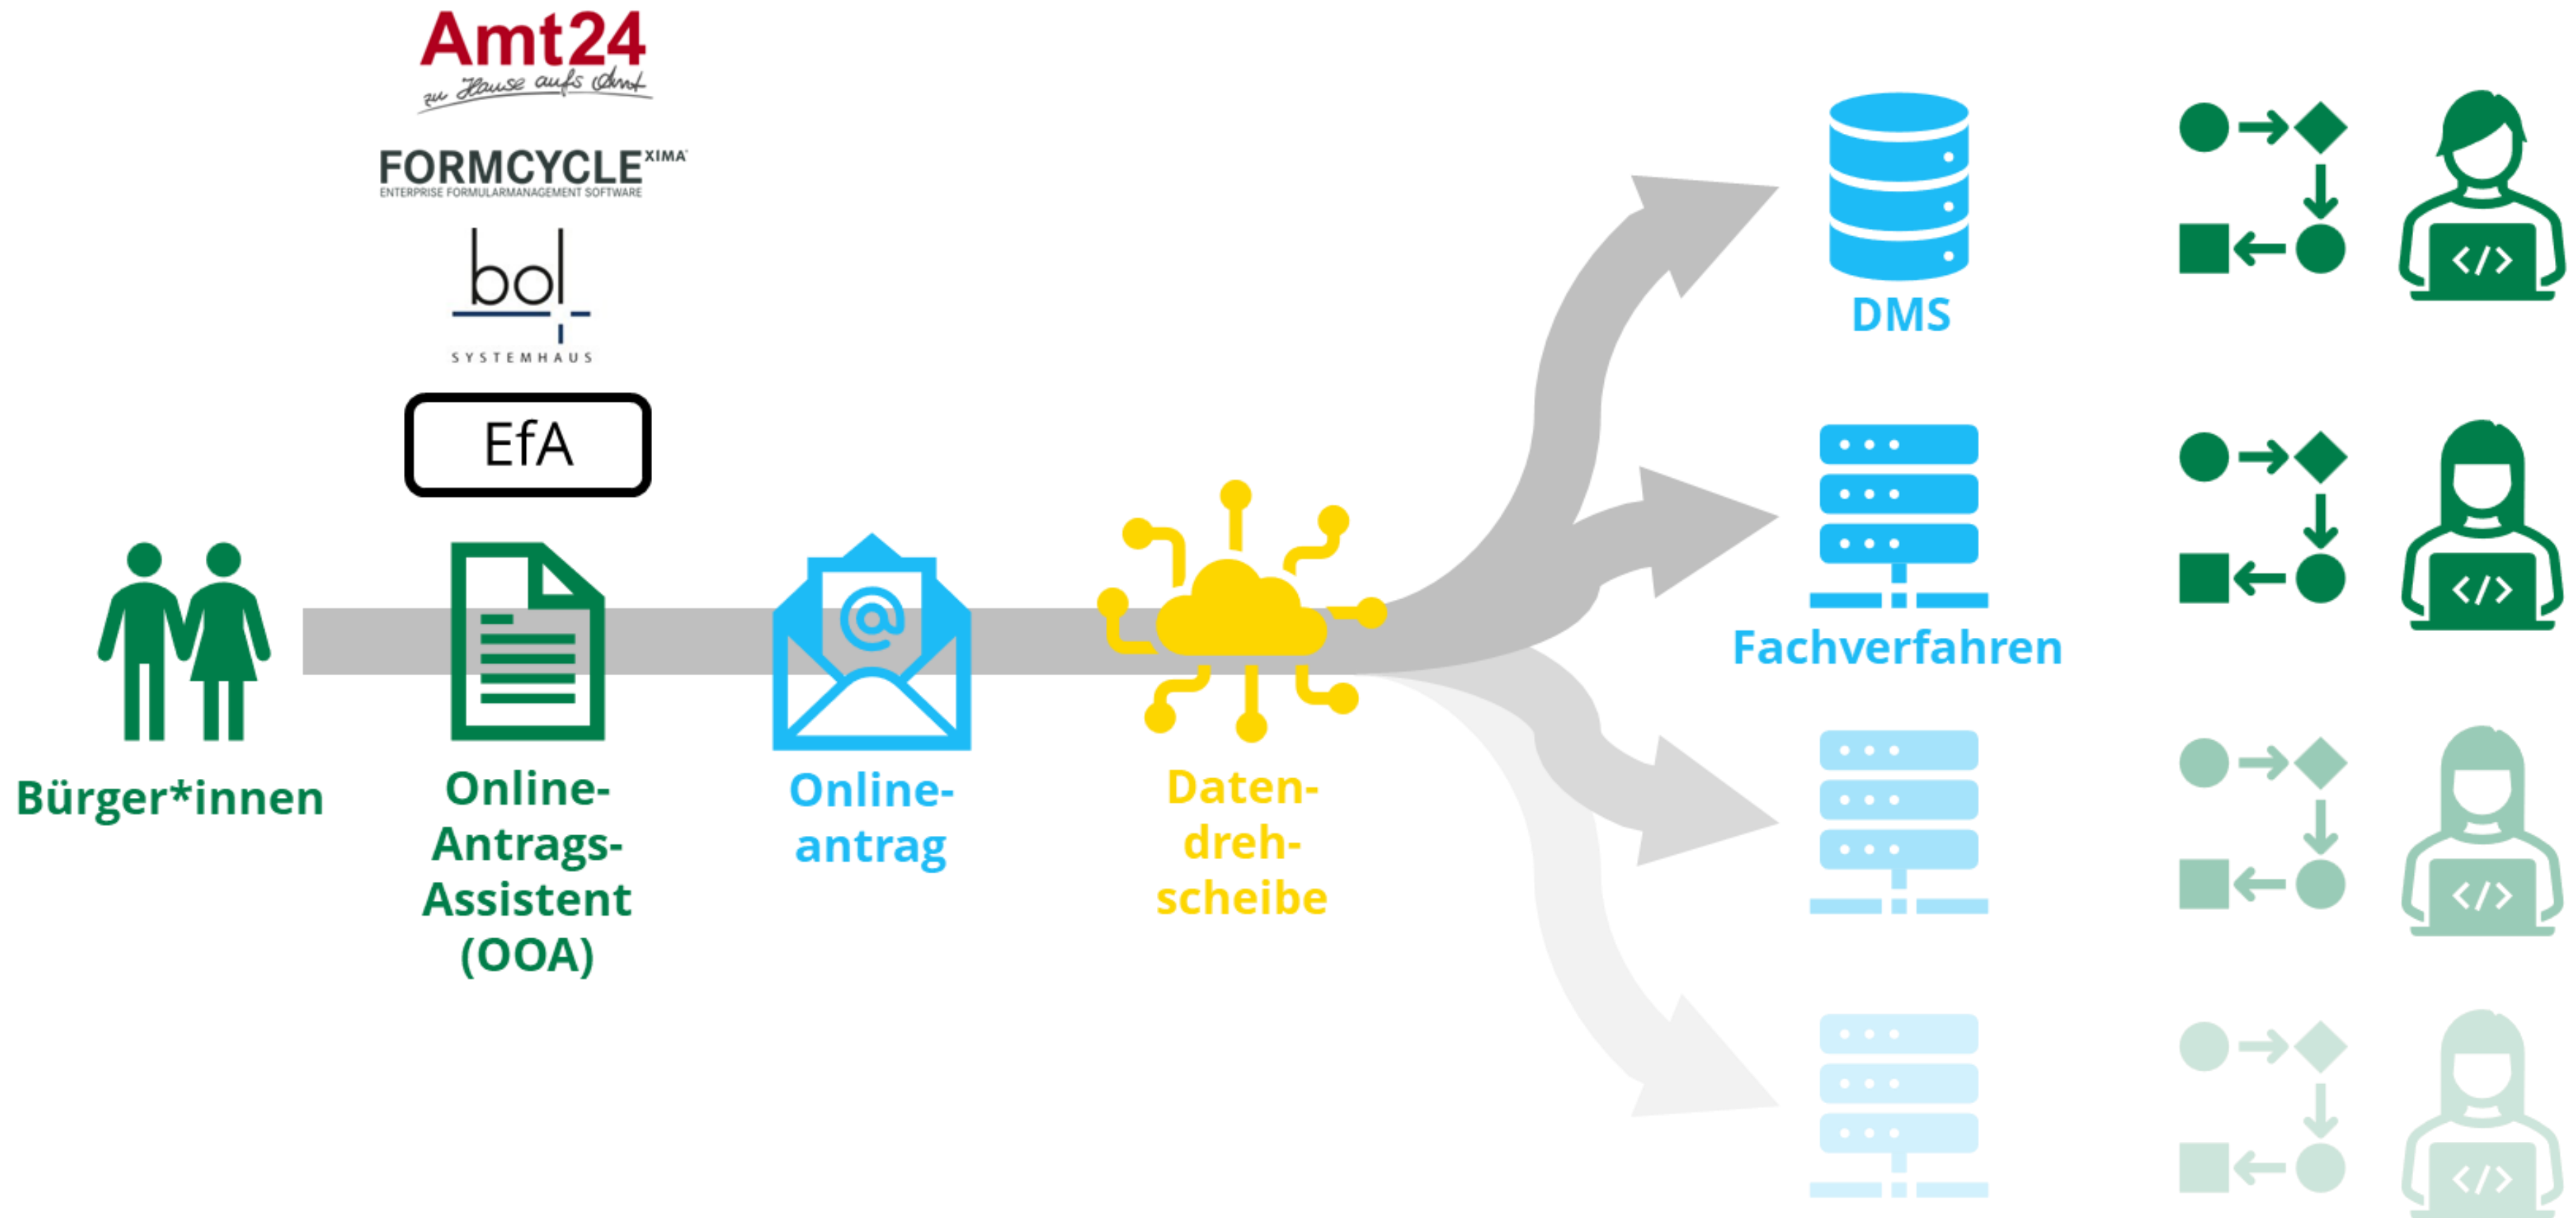 Amt24
zu Hause aufs Amt
FORMCYCLE XIMA
ENTERPRISE FORMULARMANAGEMENT SOFTWARE
bol
SYSTEMHAUS
EfA
Bürger*innen
Online-
Antrags-
Assistent
(OOA)
Online-
antrag
@
Daten-
dreh-
scheibe
DMS
Fachverfahren
</>
</>
</>
</>